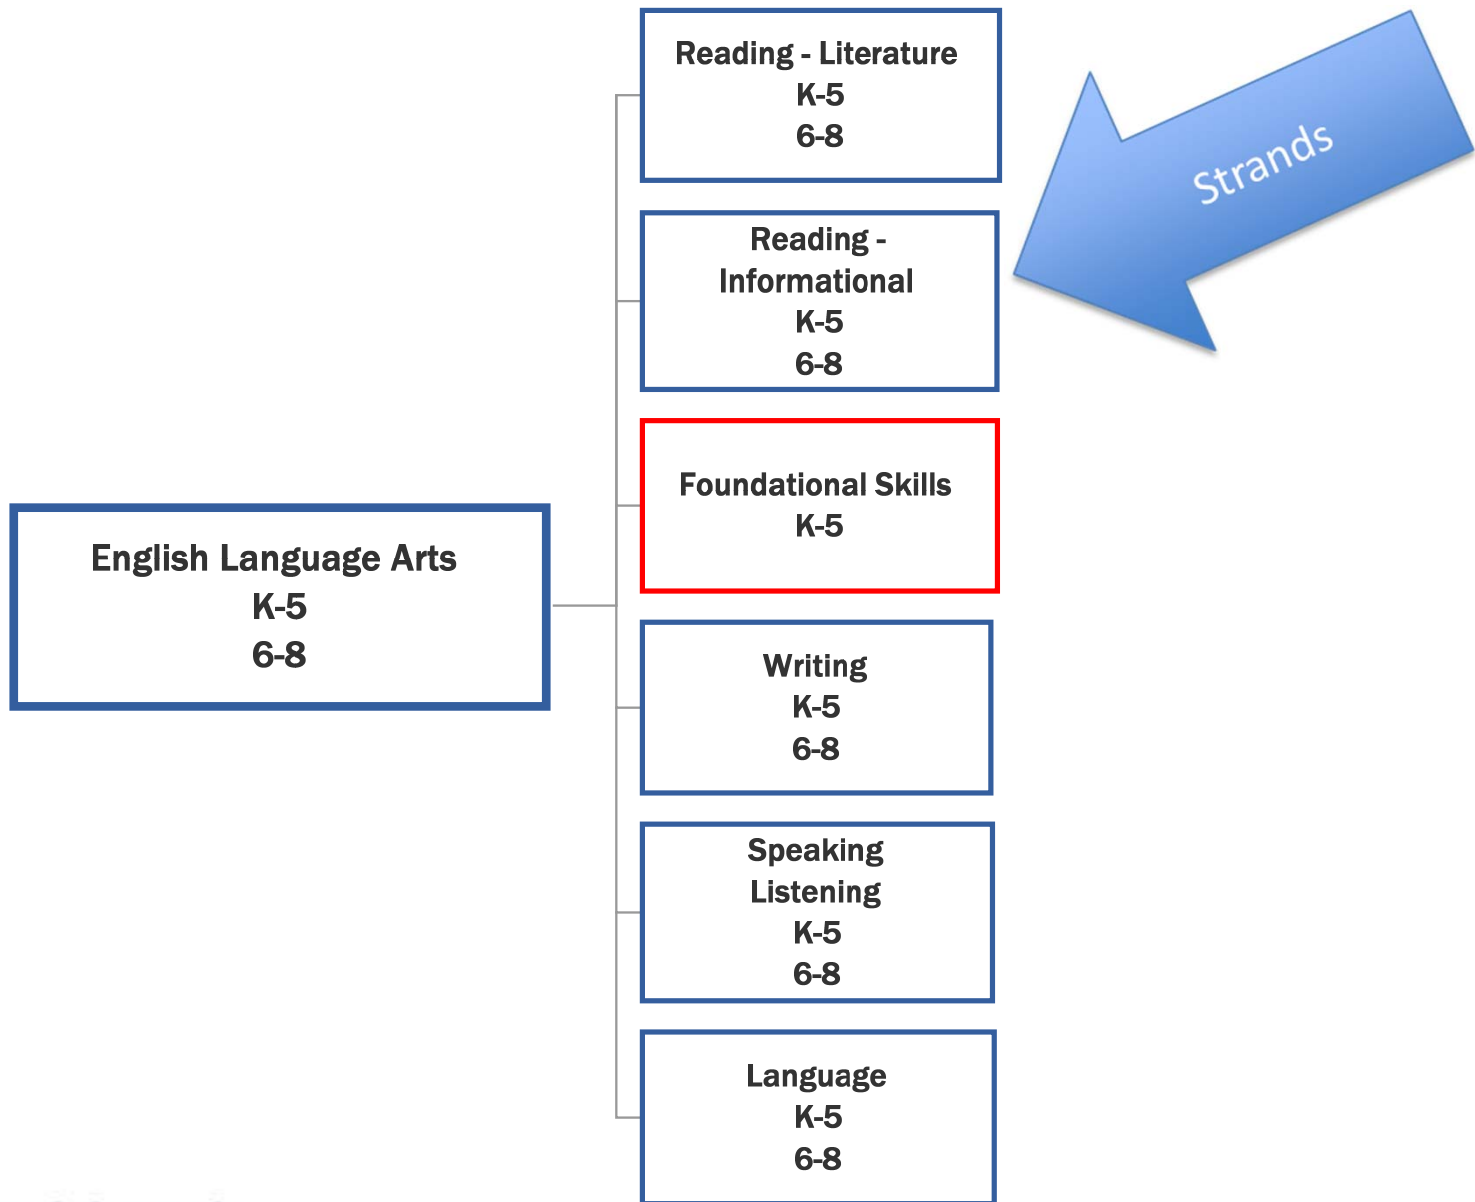 Reading - Literature
K-5
6-8
Strands
Reading -
Informational
K-5
6-8
Foundational Skills
K-5
English Language Arts
K-5
6-8
Writing
K-5
6-8
Speaking
Listening
K-5
6-8
Language
K-5
6-8